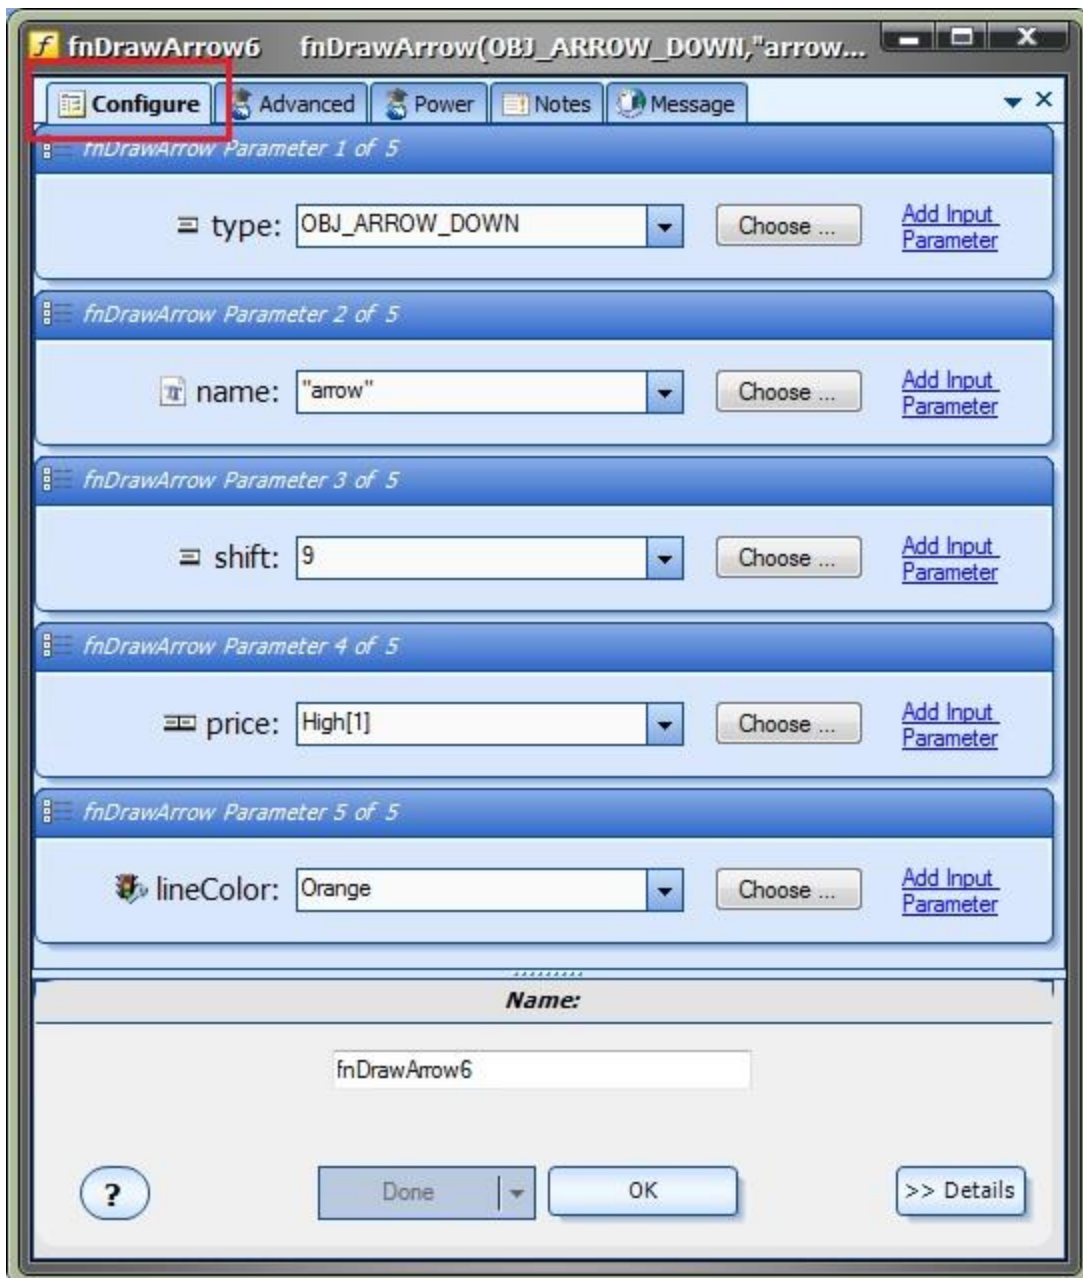 fnDrawArrow6 fnDrawArrow(OBJ_ARROW_DOWN,"arrow...
Configure Advanced Power Notes Message
fnDrawArrow Parameter 1 of 5
type: OBJ_ARROW_DOWN Choose ... Add Input
Parameter
fnDrawArrow Parameter 2 of 5
name: "arrow" Choose ... Add Input
Parameter
fnDrawArrow Parameter 3 of 5
shift: 9 Choose ... Add Input
Parameter
fnDrawArrow Parameter 4 of 5
price: High[1] Choose ... Add Input
Parameter
fnDrawArrow Parameter 5 of 5
lineColor: Orange Choose ... Add Input
Parameter
Name:
fnDrawArrow6
? Done OK >> Details